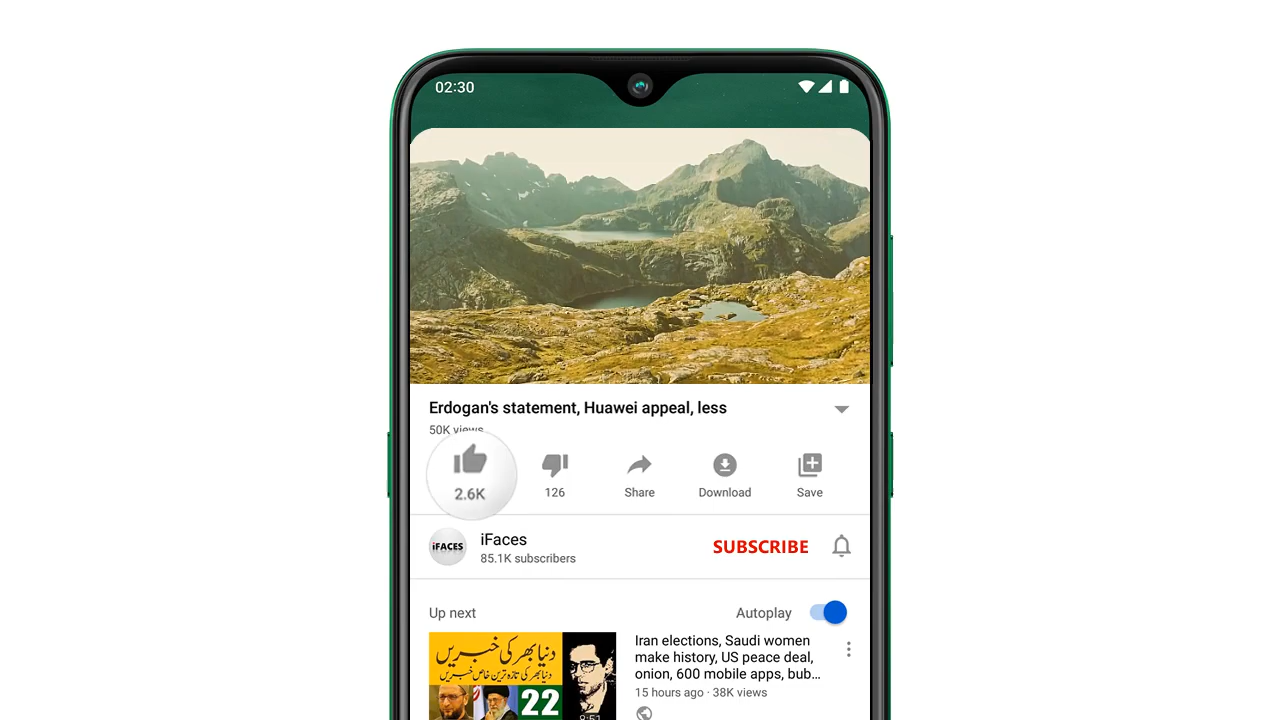 02:30
Erdogan's statement, Huawei appeal, less
50K views
2.6K
126
Share
Download
Save
iFACES
iFaces
85.1K subscribers
SUBSCRIBE
Up next
Autoplay
دنیا بھر کی خبریں
دنیا بھر کی تازہ ترین خاص خبریں
22
8:51
Iran elections, Saudi women
make history, US peace deal,
onion, 600 mobile apps, bub...
15 hours ago · 38K views